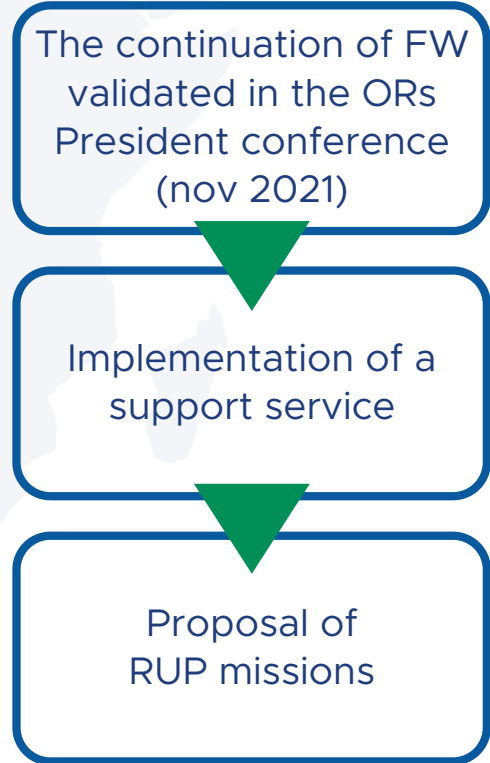 The continuation of FW
validated in the ORs
President conference
(nov 2021)
Implementation of a
support service
Proposal of
RUP missions